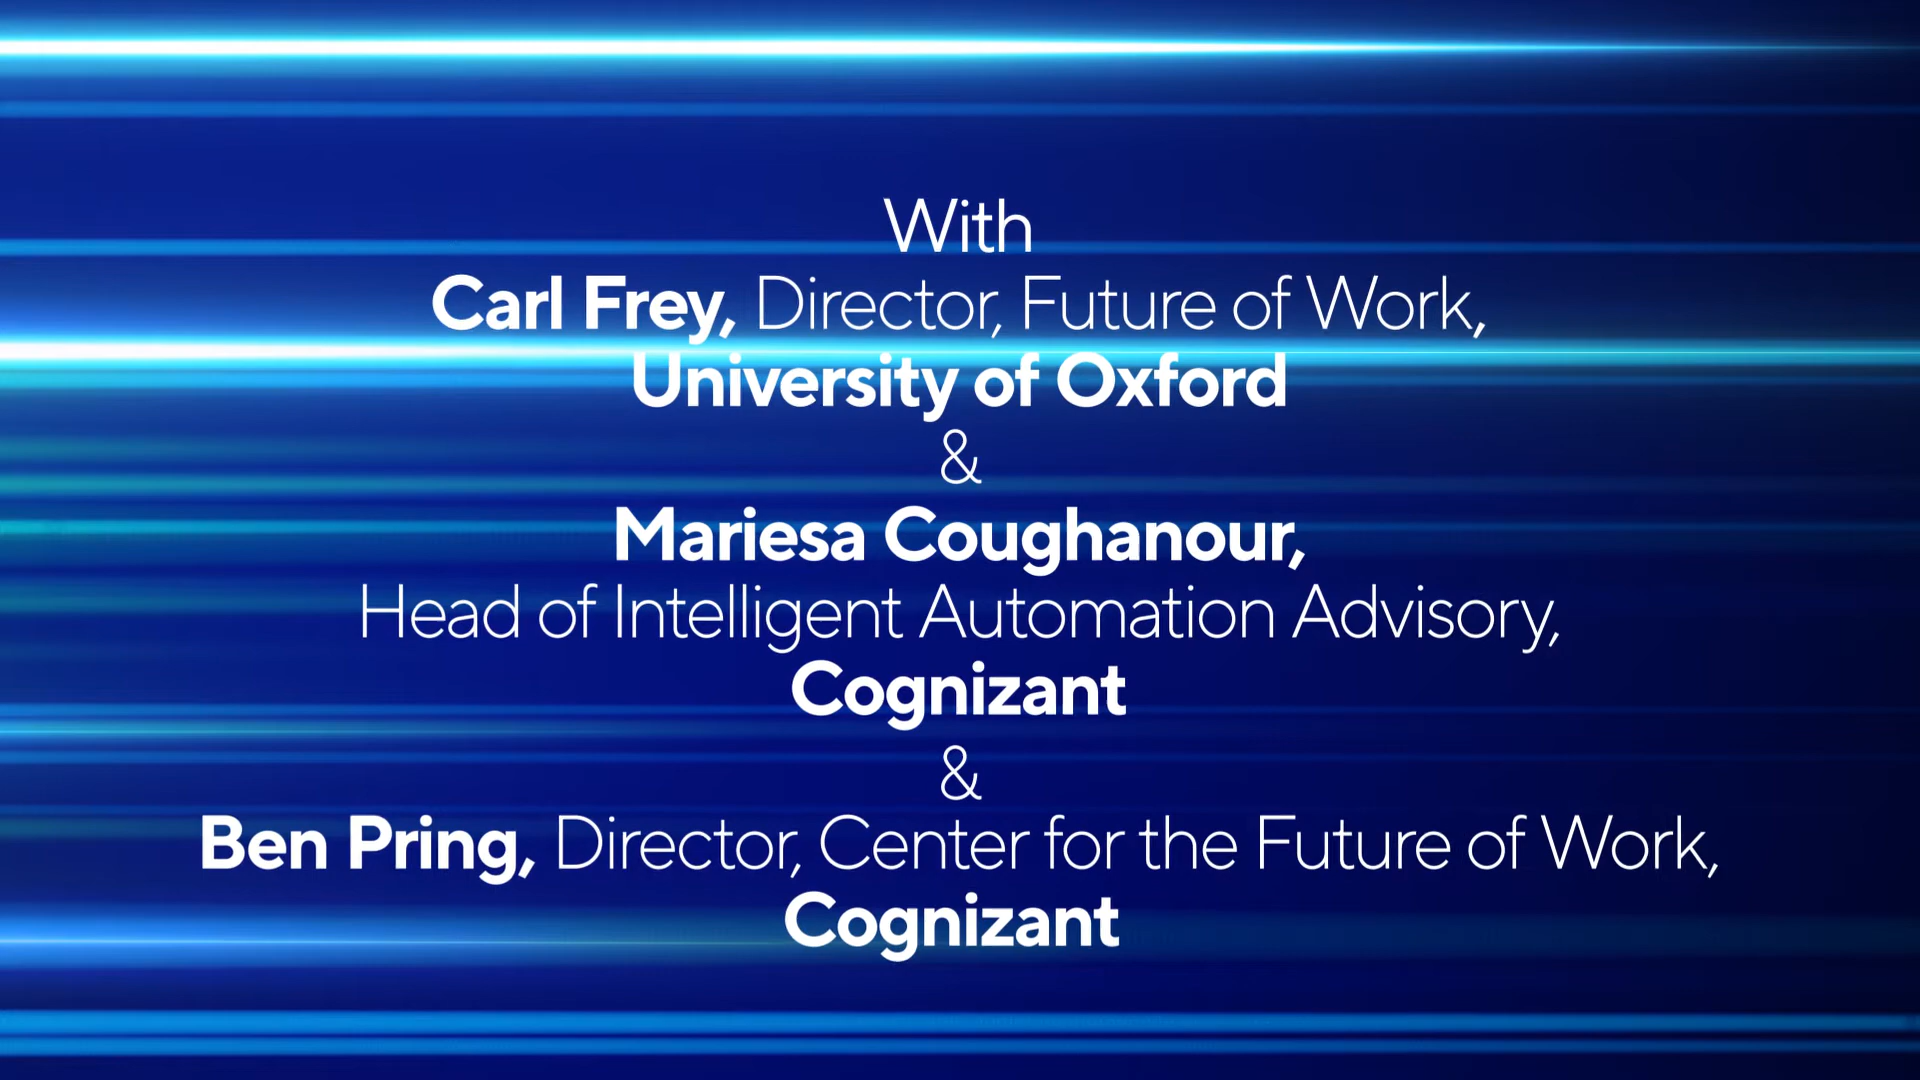 With
Carl Frey, Director, Future of Work,
University of Oxford
&
Mariesa Coughanour,
Head of Intelligent Automation Advisory,
Cognizant
&
Ben Pring, Director, Center for the Future of Work,
Cognizant